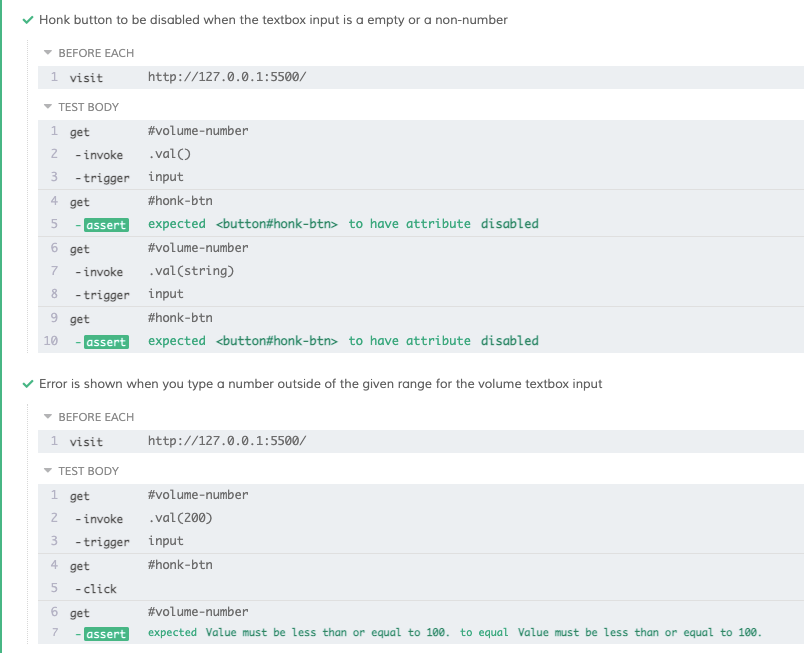 Honk button to be disabled when the textbox input is a empty or a non-number
BEFORE EACH
1 visit http://127.0.0.1:5500/
TEST BODY
1 get #volume-number
2 -invoke .val()
3 -trigger input
4 get #honk-btn
5 -assert expected <button#honk-btn> to have attribute disabled
6 get #volume-number
7 -invoke .val(string)
8 -trigger input
9 get #honk-btn
10 -assert expected <button#honk-btn> to have attribute disabled
Error is shown when you type a number outside of the given range for the volume textbox input
BEFORE EACH
1 visit http://127.0.0.1:5500/
TEST BODY
1 get #volume-number
2 -invoke .val(200)
3 -trigger input
4 get #honk-btn
5 -click
6 get #volume-number
7 -assert expected Value must be less than or equal to 100. to equal Value must be less than or equal to 100.